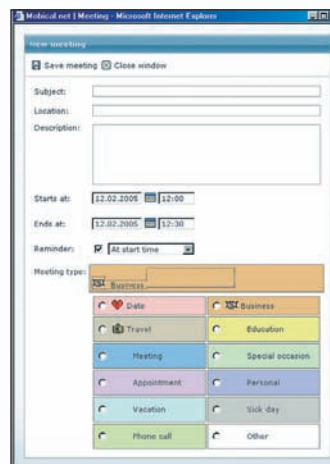 Mobical.net | Meeting - Microsoft Internet Explorer
New meeting
Save meeting Close window
Subject:
Location:
Description:
Starts at: 12.02.2005 12:00
Ends at: 12.02.2005 12:30
Reminder: At start time
Meeting type:
Business
Date Business
Travel Education
Meeting Special occasion
Appointment Personal
Vacation Sick day
Phone call Other